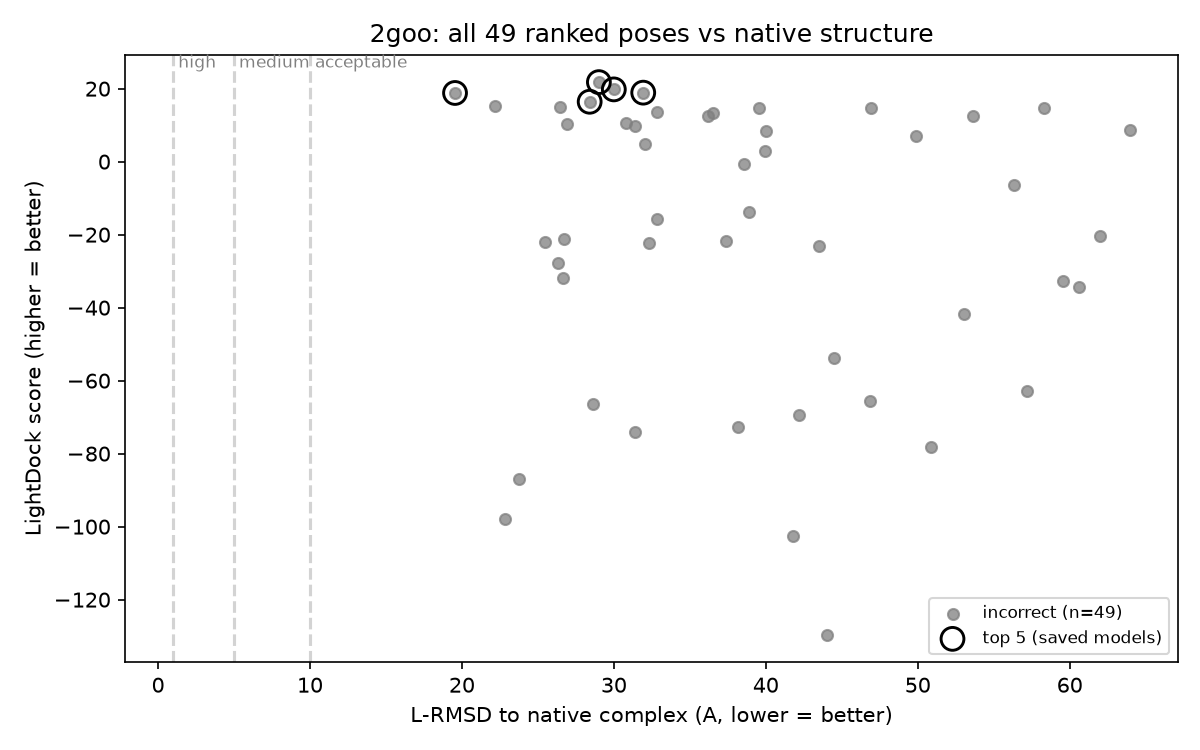 2goo: all 49 ranked poses vs native structure
high medium acceptable
20
0
−20
−40
−60
−80
−100
−120
LightDock score (higher = better)
incorrect (n=49)
top 5 (saved models)
0 10 20 30 40 50 60
L-RMSD to native complex (A, lower = better)